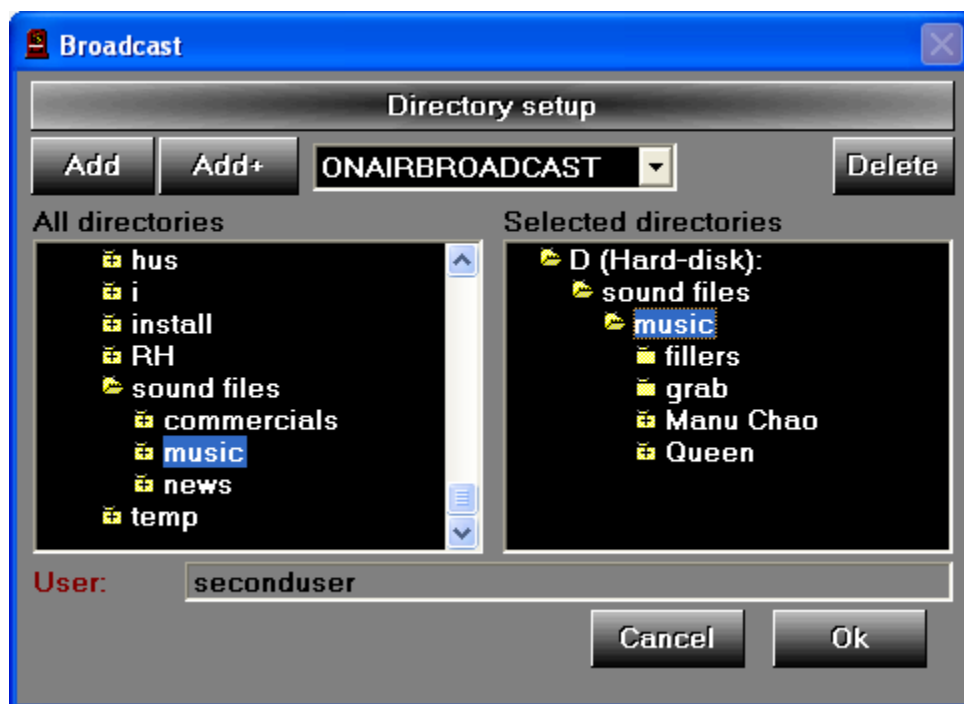 Broadcast
Directory setup
Add Add+ ONAIRBROADCAST Delete
All directories
hus
i
install
RH
sound files
commercials
music
news
temp
Selected directories
D (Hard-disk):
sound files
music
fillers
grab
Manu Chao
Queen
User: seconduser
Cancel Ok